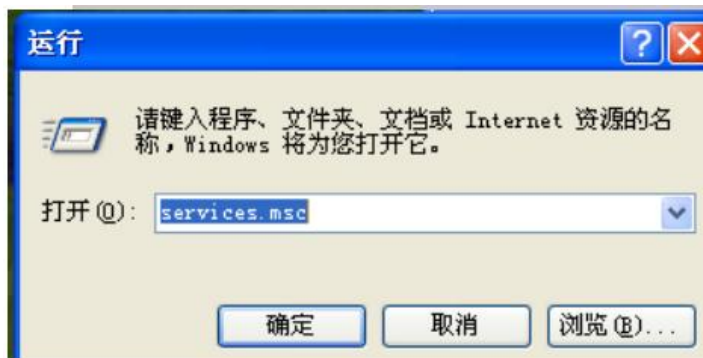 运行
请键入程序、文件夹、文档或 Internet 资源的名
称，Windows 将为您打开它。
打开(O): services.msc
确定 取消 浏览(B)...